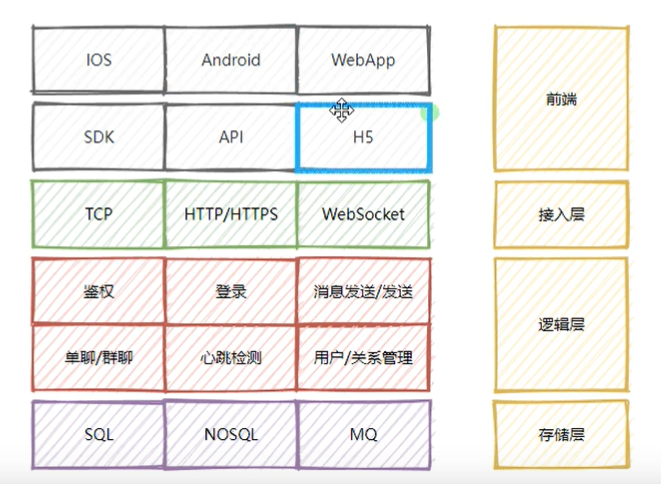 IOS Android WebApp
前端
SDK API H5
TCP HTTP/HTTPS WebSocket
接入层
鉴权 登录 消息发送/发送
逻辑层
单聊/群聊 心跳检测 用户/关系管理
SQL NOSQL MQ
存储层